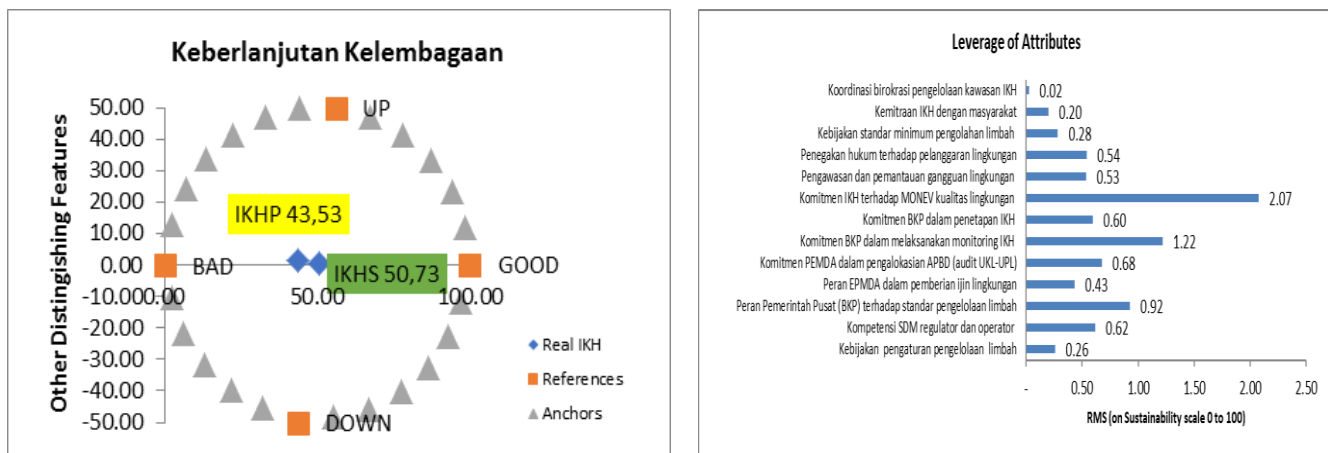 Keberlanjutan Kelembagaan
Other Distingishing Features
50.00
40.00
30.00
20.00
10.00
0.00
-10.00
-20.00
-30.00
-40.00
-50.00
0.00
50.00
100.00
UP
IKHP 43,53
BAD
GOOD
IKHS 50,73
DOWN
Real IKH
References
Anchors
Leverage of Attributes
Koordinasi birokrasi pengelolaan kawasan IKH 0.02
Kemitraan IKH dengan masyarakat 0.20
Kebijakan standar minimum pengolahan limbah 0.28
Penegakan hukum terhadap pelanggaran lingkungan 0.54
Pengawasan dan pemantauan gangguan lingkungan 0.53
Komitmen IKH terhadap MONEV kualitas lingkungan 2.07
Komitmen BKP dalam penetapan IKH 0.60
Komitmen BKP dalam melaksanakan monitoring IKH 1.22
Komitmen PEMDA dalam pengalokasian APBD (audit UKL-UPL) 0.68
Peran EPMDA dalam pemberian ijin lingkungan 0.43
Peran Pemerintah Pusat (BKP) terhadap standar pengelolaan limbah 0.92
Kompetensi SDM regulator dan operator 0.62
Kebijakan pengaturan pengelolaan limbah 0.26
- 0.50 1.00 1.50 2.00 2.50
RMS (on Sustainability scale 0 to 100)